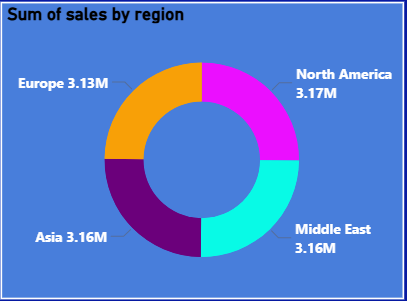 Sum of sales by region
Europe 3.13M
North America
3.17M
Asia 3.16M
Middle East
3.16M